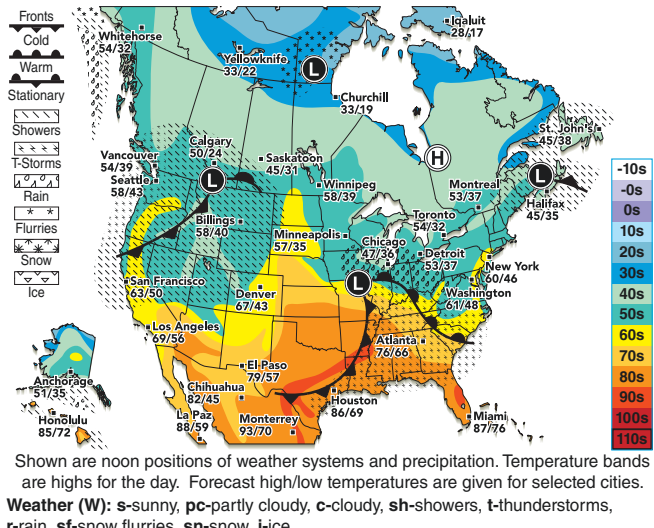 Fronts
Cold
Warm
Stationary
Showers
T-Storms
Rain
Flurries
Snow
Ice
Iqaluit
28/17
Whitehorse
54/32
Yellowknife
33/22
L
Churchill
33/19
St. John's
45/38
H
Calgary
50/24
Vancouver
54/39
Saskatoon
45/31
Seattle
58/43
L
Winnipeg
58/39
Montreal
53/37
L
Halifax
45/35
Billings
58/40
Toronto
54/32
Minneapolis
57/35
Chicago
47/36
Detroit
53/37
New York
60/46
San Francisco
63/50
Denver
67/43
L
Washington
61/48
Los Angeles
69/56
Atlanta
76/66
El Paso
79/57
Anchorage
51/35
Chihuahua
82/45
Houston
86/69
Honolulu
85/72
La Paz
88/59
Monterrey
93/70
Miami
87/76
-10s
-0s
0s
10s
20s
30s
40s
50s
60s
70s
80s
90s
100s
110s
Shown are noon positions of weather systems and precipitation. Temperature bands
are highs for the day. Forecast high/low temperatures are given for selected cities.
Weather (W): s-sunny, pc-partly cloudy, c-cloudy, sh-showers, t-thunderstorms,
r-rain, sf-snow flurries, sn-snow, i-ice